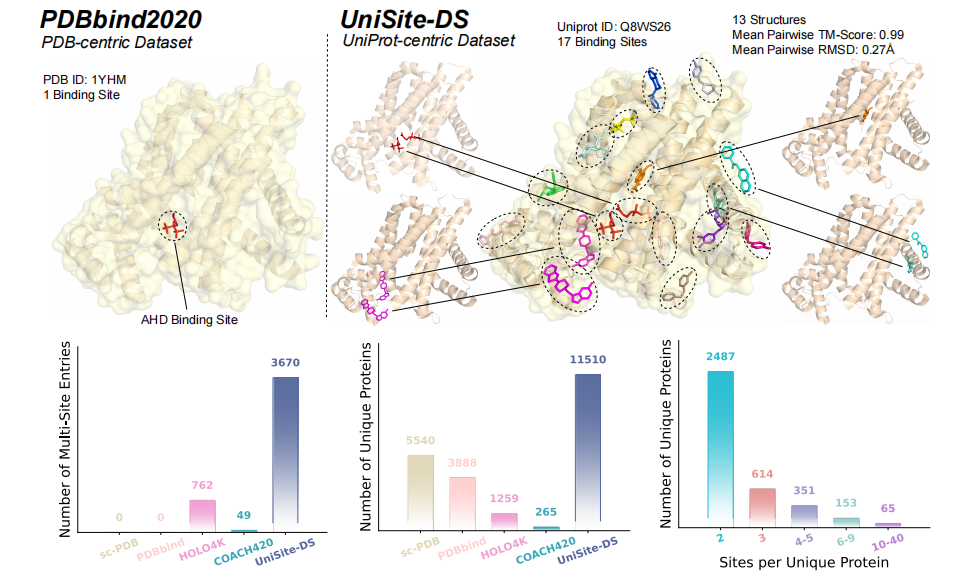 PDBbind2020
PDB-centric Dataset
PDB ID: 1YHM
1 Binding Site
AHD Binding Site
UniSite-DS
UniProt-centric Dataset
Uniprot ID: Q8WS26
17 Binding Sites
13 Structures
Mean Pairwise TM-Score: 0.99
Mean Pairwise RMSD: 0.27Å
Number of Multi-Site Entries
0
0
762
49
3670
sc-PDB
PDBbind
HOLO4K
COACH420
UniSite-DS
Number of Unique Proteins
5540
3888
1259
265
11510
sc-PDB
PDBbind
HOLO4K
COACH420
UniSite-DS
Number of Unique Proteins
2487
614
351
153
65
2
3
4-5
6-9
10-40
Sites per Unique Protein